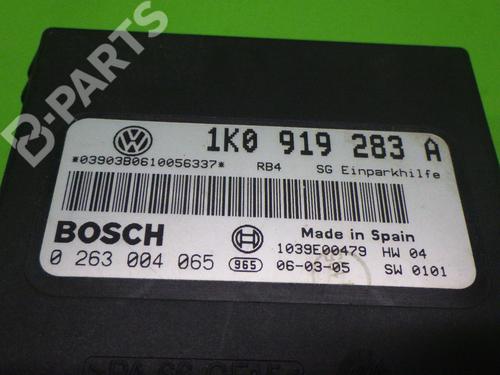 B-PARTS
1K0 919 283 A
*03903B0610056337* RB4 SG Einparkhilfe
BOSCH
Made in Spain
1039E00479 HW 04
0 263 004 065 965 06-03-05 SW 0101